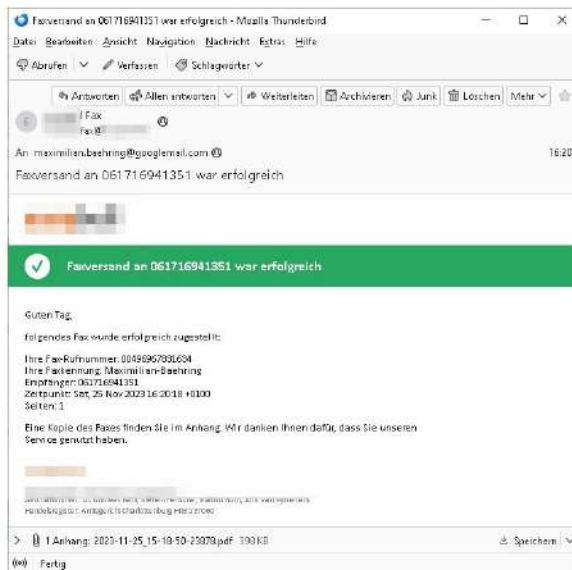 Faxversand an 061716941351 war erfolgreich - Mozilla Thunderbird
Datei Bearbeiten Ansicht Navigation Nachricht Extras Hilfe
Abrufen Verfassen Schlagwörter
Antworten Allen antworten Weiterleiten Archivieren Junk Löschen Mehr
E
Fax
Fax@
An maximilian.baehring@googlemail.com 16:20
Faxversand an 061716941351 war erfolgreich
Faxversand an 061716941351 war erfolgreich
Guten Tag,
folgendes Fax wurde erfolgreich zugestellt:
Ihre Fax-Rufnummer: 00496967831634
Ihre Faxkennung: Maximilian-Baehring
Empfänger: 061716941351
Zeitpunkt: Sat, 25 Nov 2023 16:20:18 +0100
Seiten: 1
Eine Kopie des Faxes finden Sie im Anhang. Wir danken Ihnen dafür, dass Sie unseren
Service genutzt haben.
Handelsregister: Amtsgericht Charlottenburg
1 Anhang: 2023-11-25_15-18-50-23878.pdf 398 KB Speichern
Fertig